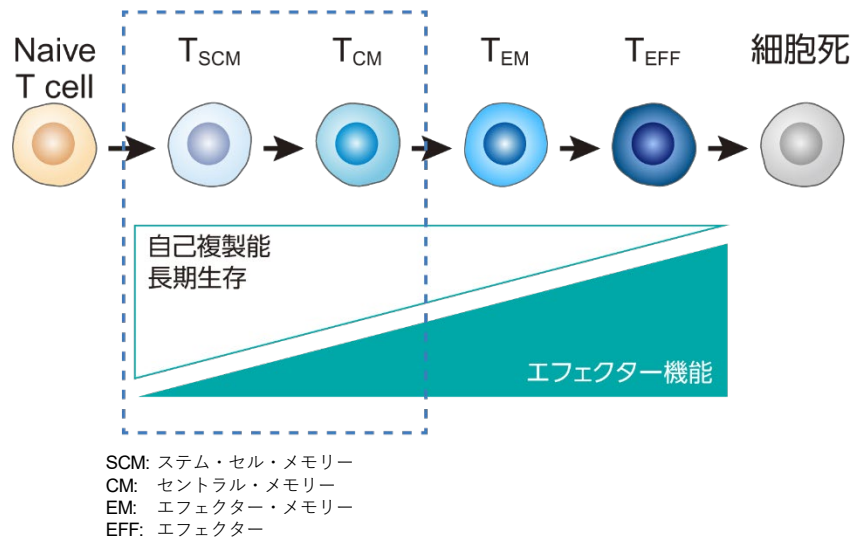 Naive
T cell
TSCM
TCM
TEM
TEFF
細胞死
自己複製能
長期生存
エフェクター機能
SCM: ステム・セル・メモリー
CM: セントラル・メモリー
EM: エフェクター・メモリー
EFF: エフェクター